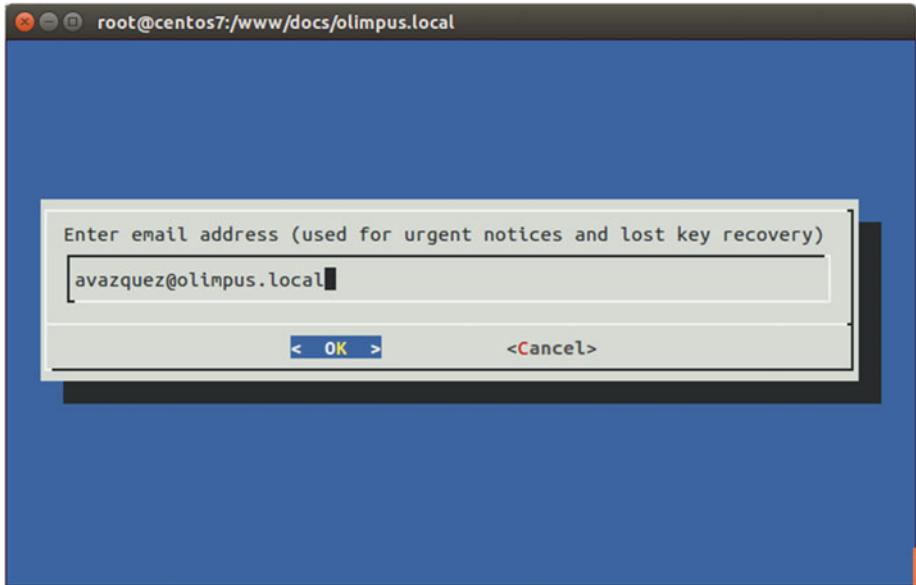 root@centos7:/www/docs/olimpus.local
Enter email address (used for urgent notices and lost key recovery)
avazquez@olimpus.local
< OK > <Cancel>